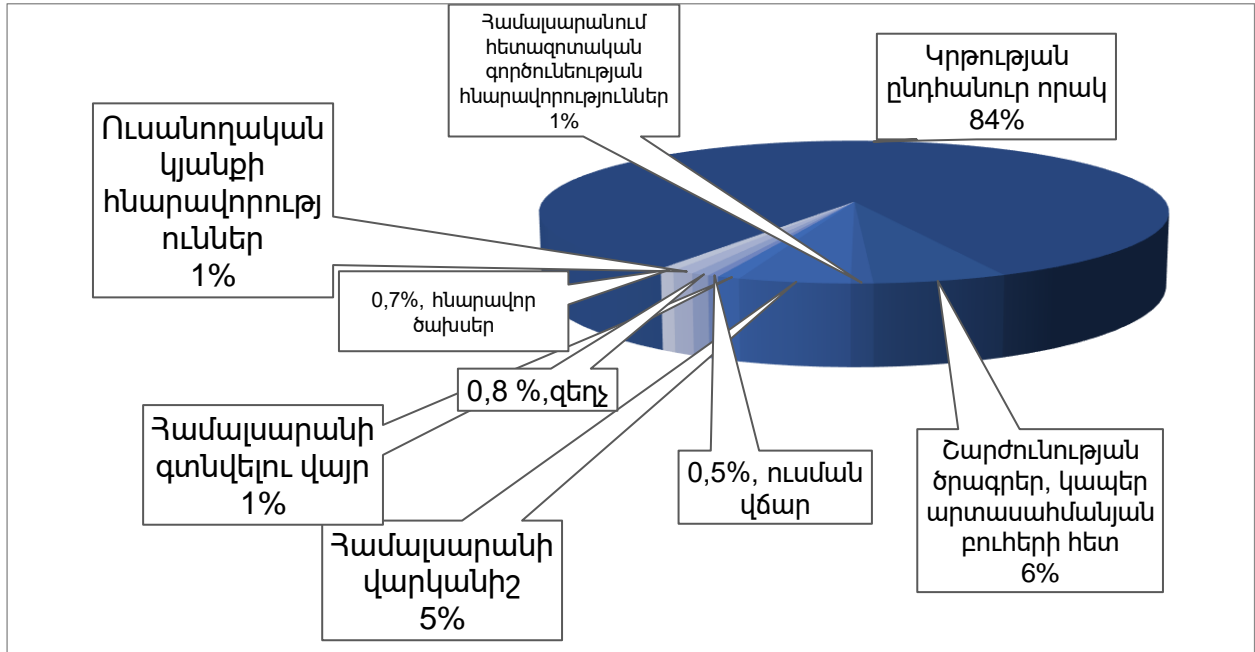 Համալսարանում
հետազոտական
գործունեության
հնարավորություններ
1%
Կրթության
ընդհանուր որակ
84%
Ուսանողական
կյանքի
հնարավորությ
ուններ
1%
0,7%, հնարավոր
ծախսեր
0,8 %,զեղչ
Համալսարանի
գտնվելու վայր
1%
Համալսարանի
վարկանիշ
5%
0,5%, ուսման
վճար
Շարժունության
ծրագրեր, կապեր
արտասահմանյան
բուհերի հետ
6%